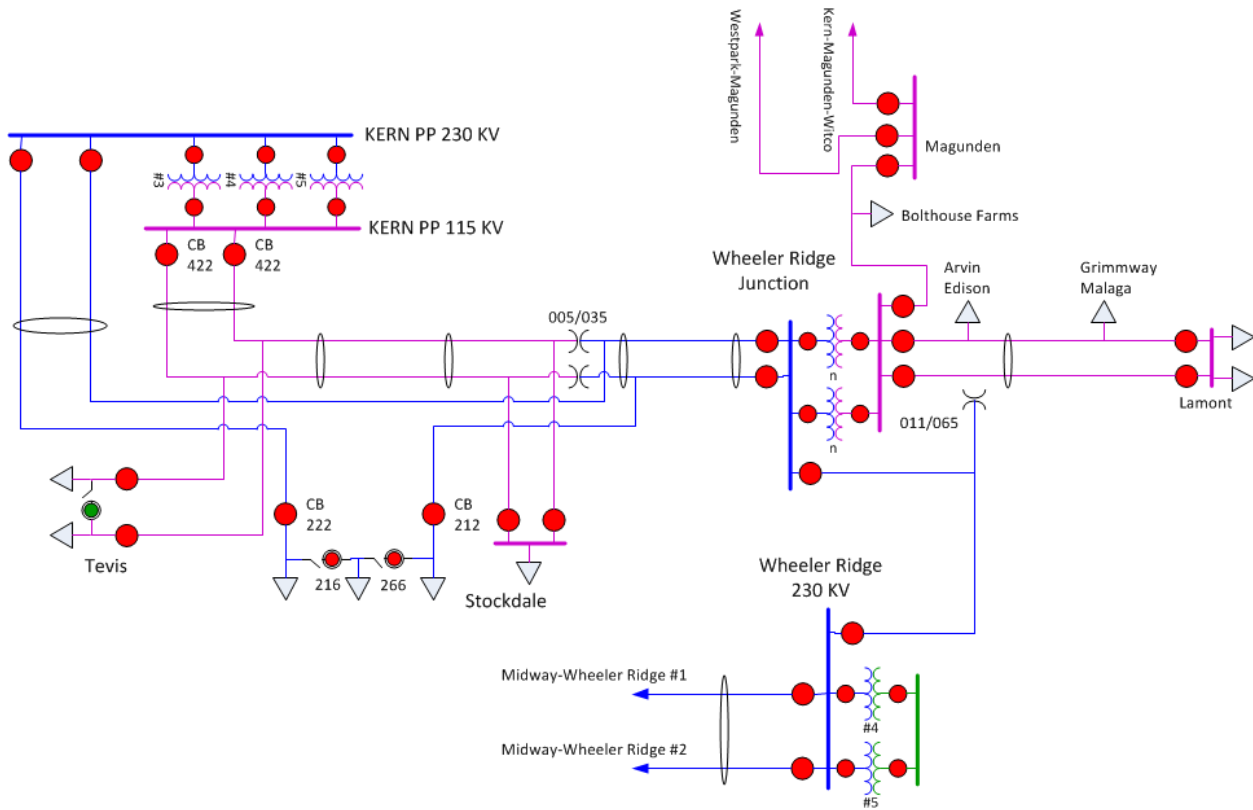 Westpark-Magunden
Kern-Magunden-Witco
KERN PP 230 KV
Magunden
#3
#4
#5
Bolthouse Farms
KERN PP 115 KV
CB
422
CB
422
Wheeler Ridge
Junction
Arvin
Edison
Grimmway
Malaga
005/035
n
n
011/065
Lamont
CB
222
CB
212
216
266
Tevis
Stockdale
Wheeler Ridge
230 KV
Midway-Wheeler Ridge #1
#4
Midway-Wheeler Ridge #2
#5